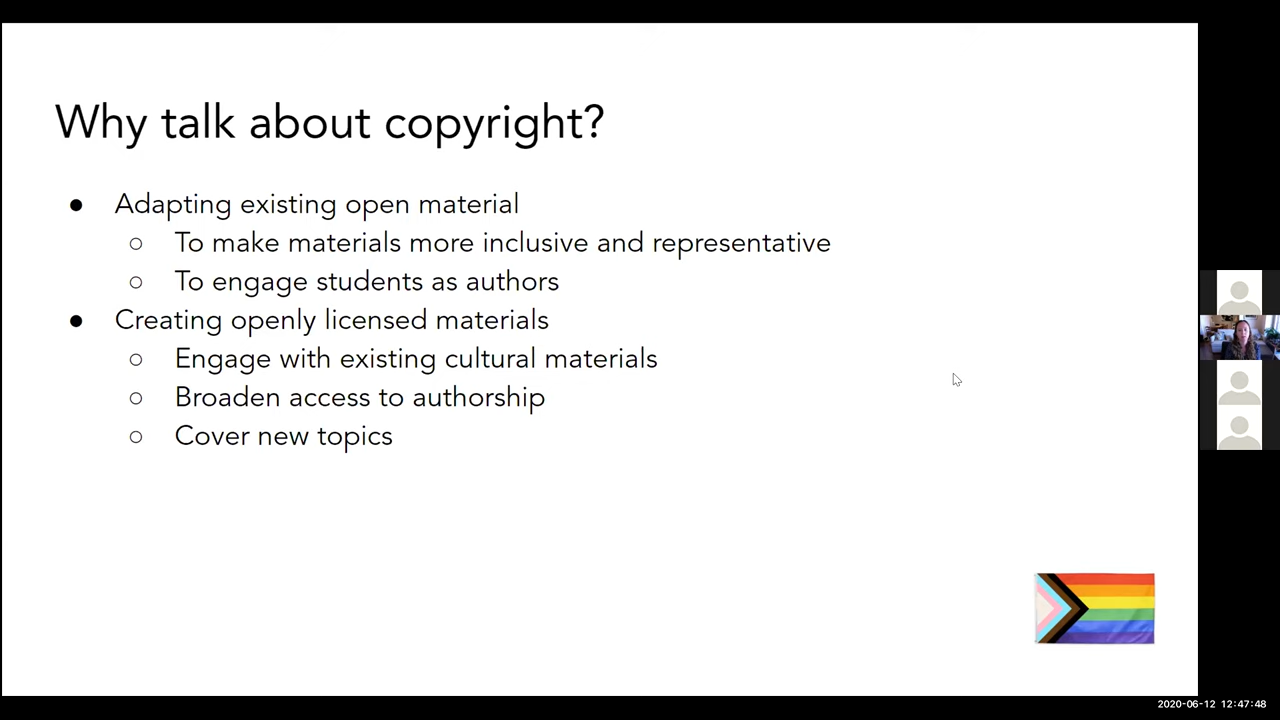 Why talk about copyright?
● Adapting existing open material
○ To make materials more inclusive and representative
○ To engage students as authors
● Creating openly licensed materials
○ Engage with existing cultural materials
○ Broaden access to authorship
○ Cover new topics
2020-06-12 12:47:48